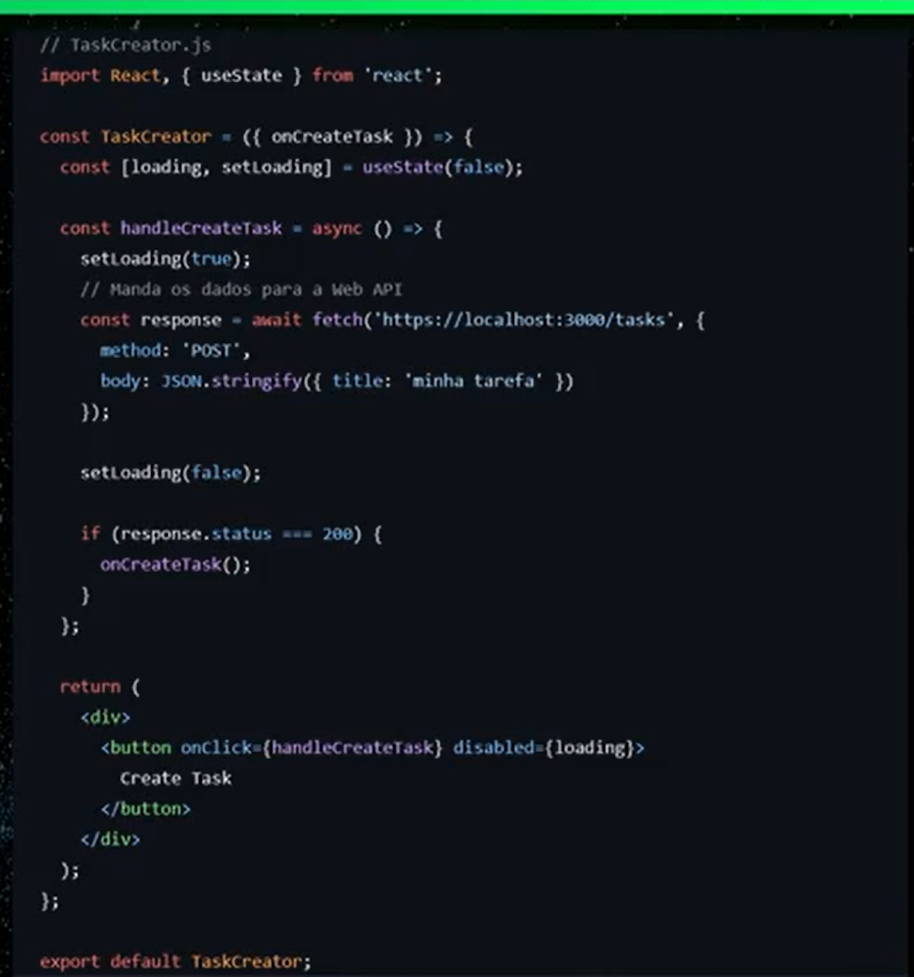 // TaskCreator.js
import React, { useState } from 'react';
const TaskCreator = ({ onCreateTask }) => {
const [loading, setLoading] = useState(false);
const handleCreateTask = async () => {
setLoading(true);
// Manda os dados para a Web API
const response = await fetch('https://localhost:3000/tasks', {
method: 'POST',
body: JSON.stringify({ title: 'minha tarefa' })
});
setLoading(false);
if (response.status === 200) {
onCreateTask();
}
};
return (
<div>
<button onClick={handleCreateTask} disabled={loading}>
Create Task
</button>
</div>
);
};
export default TaskCreator;